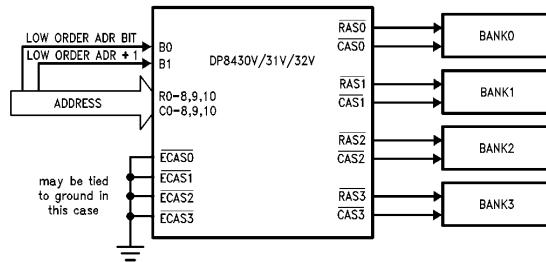 LOW ORDER ADR BIT
LOW ORDER ADR + 1
ADDRESS
B0
B1
R0-8,9,10
C0-8,9,10
DP8430V/31V/32V
ECAS0
ECAS1
ECAS2
ECAS3
may be tied
to ground in
this case
RAS0
CAS0
RAS1
CAS1
RAS2
CAS2
RAS3
CAS3
BANK0
BANK1
BANK2
BANK3